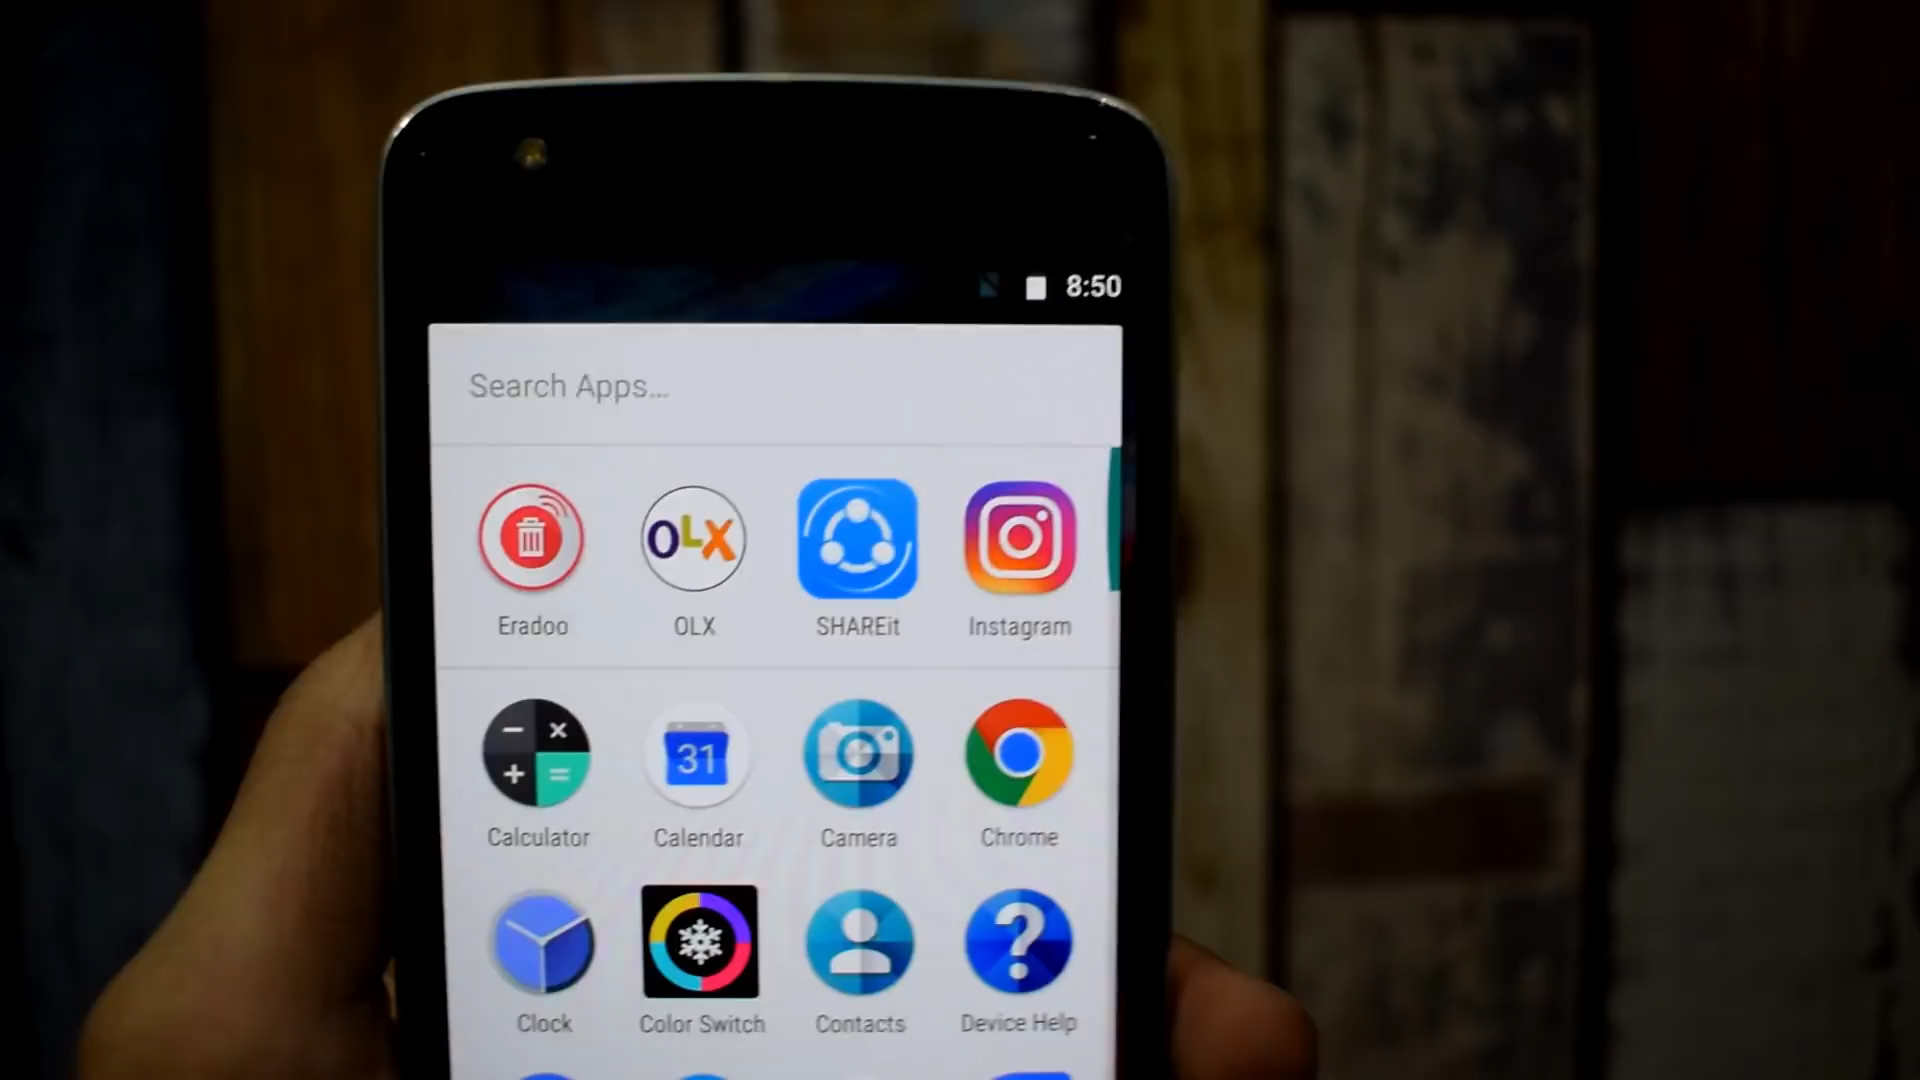 8:50
Search Apps...
OLX
Eradoo OLX SHAREit Instagram
31
Calculator Calendar Camera Chrome
Clock Color Switch Contacts Device Help